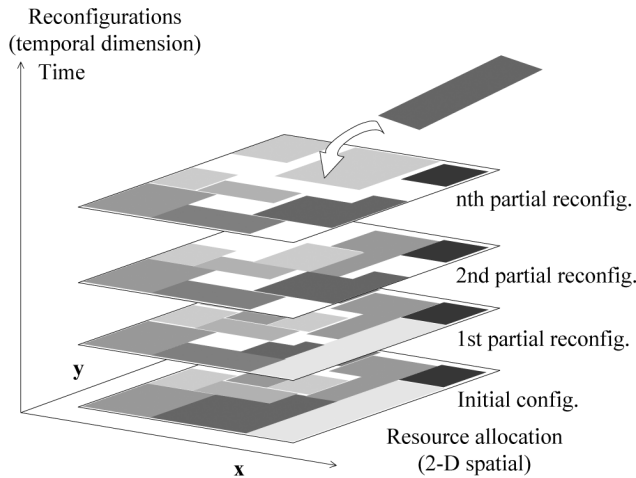 Reconfigurations
(temporal dimension)
Time
nth partial reconfig.
2nd partial reconfig.
1st partial reconfig.
y
Initial config.
Resource allocation
(2-D spatial)
x